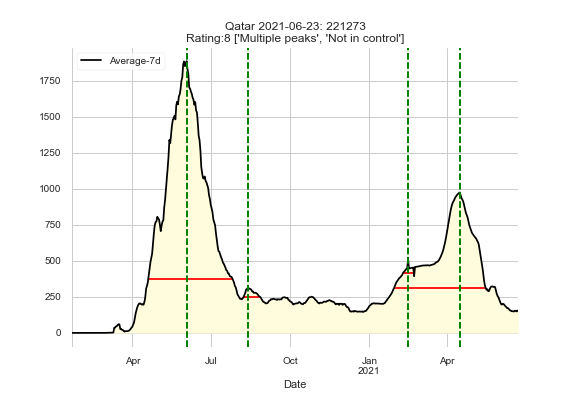 Qatar 2021-06-23: 221273
Rating:8 ['Multiple peaks', 'Not in control']
Average-7d
1750
1500
1250
1000
750
500
250
0
Apr
Jul
Oct
Jan
2021
Apr
Date